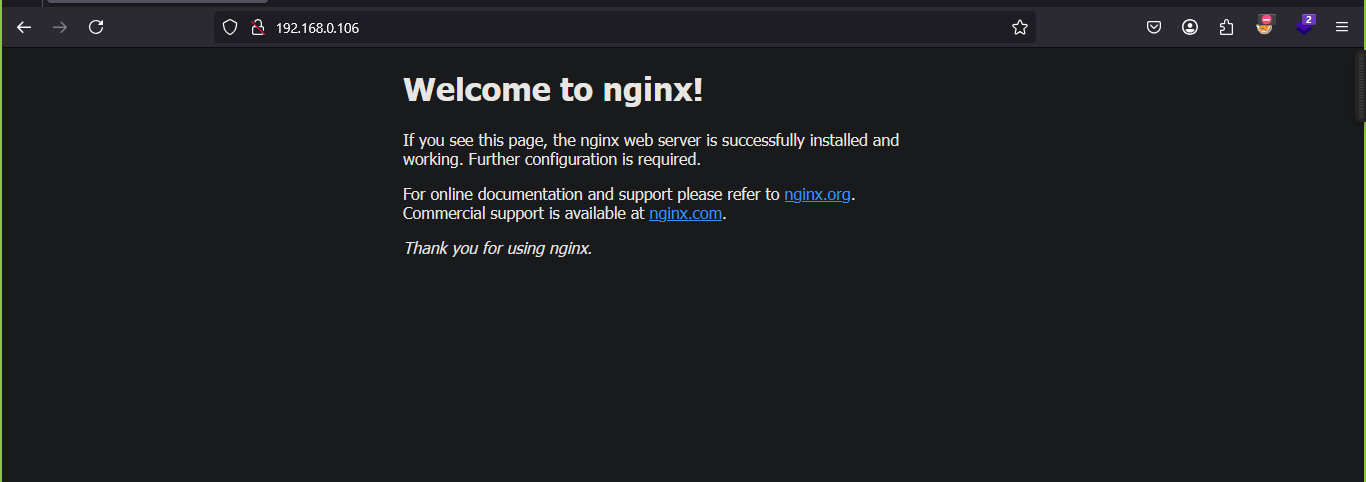 192.168.0.106
2
Welcome to nginx!
If you see this page, the nginx web server is successfully installed and
working. Further configuration is required.
For online documentation and support please refer to nginx.org.
Commercial support is available at nginx.com.
Thank you for using nginx.